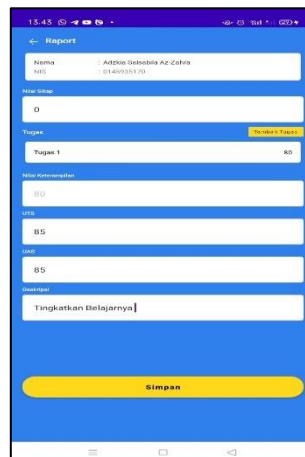 13.43
← Raport
Nama : Adzkia Salsabila Az-Zahra
NIS : 0145935170
Nilai Sikap
0
Tugas Tambah Tugas
Tugas 1 80
Nilai Keterampilan
80
UTS
85
UAS
85
Deskripsi
Tingkatkan Belajarnya
Simpan